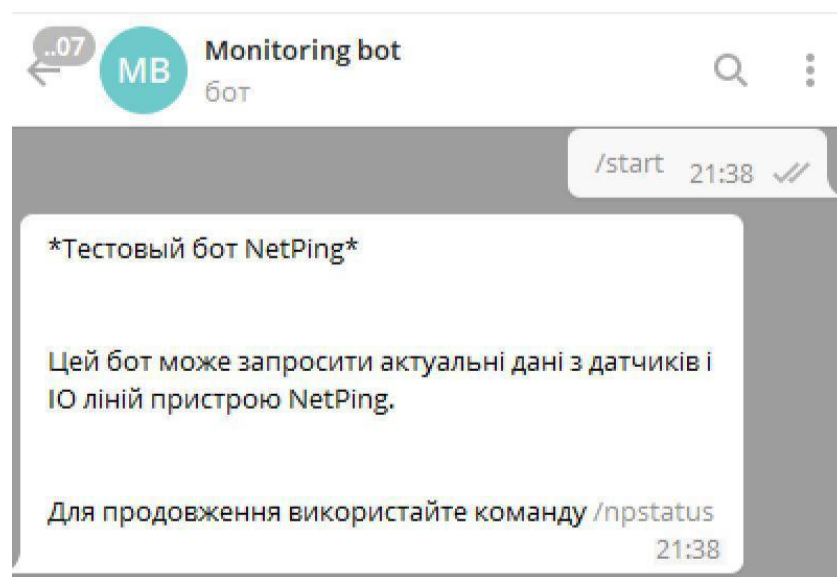 ..07
MB
Monitoring bot
бот
/start 21:38
*Тестовый бот NetPing*
Цей бот може запросити актуальні дані з датчиків і
IO ліній пристрою NetPing.
Для продовження використайте команду /npstatus
21:38